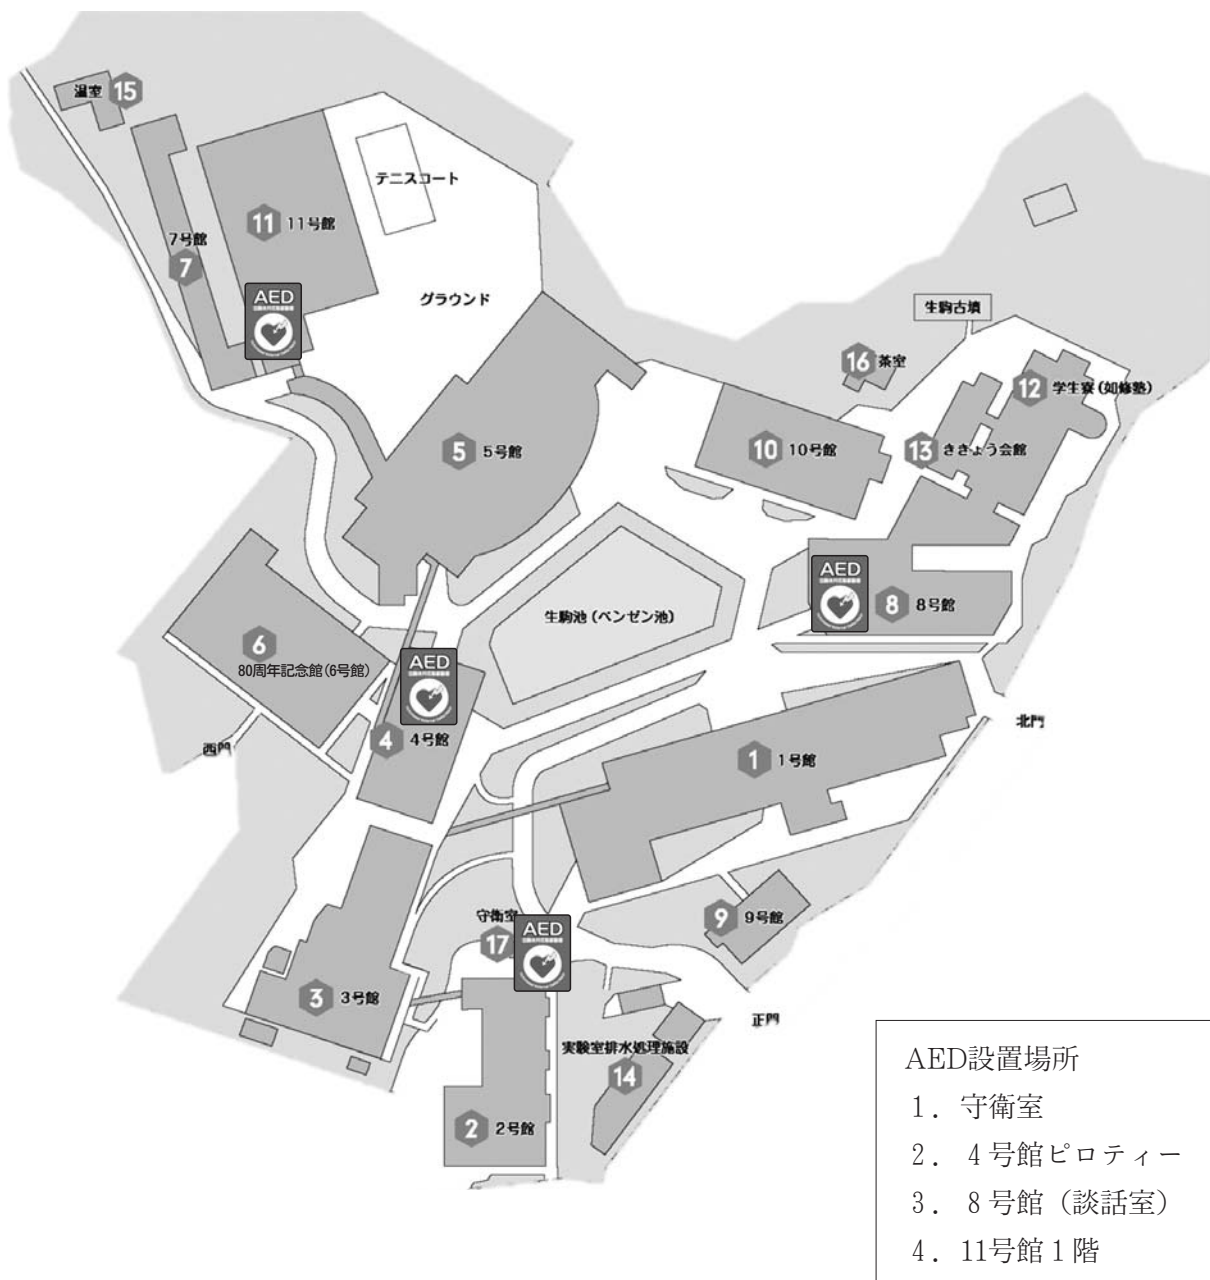 温室 15
テニスコート
11 11号館
7号館
7
AED
グラウンド
生駒古墳
16 茶室
12 学生寮(如修塾)
5 5号館
10 10号館
13 ききょう会館
AED
8 8号館
生駒池(ベンゼン池)
6
80周年記念館(6号館)
AED
4 4号館
西門
北門
1 1号館
守衛室
17
AED
9 9号館
3 3号館
正門
実験室排水処理施設
14
2 2号館
AED設置場所
1. 守衛室
2. 4号館ピロティー
3. 8号館(談話室)
4. 11号館1階